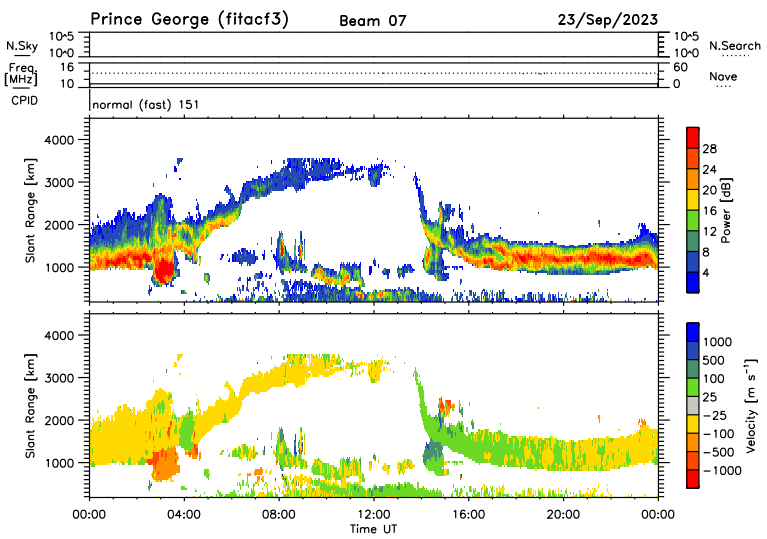 Prince George (fitacf3) Beam 07 23/Sep/2023
N.Sky 10^5 10^0 10^5 10^0 N.Search
Freq. [MHz] 16 10 60 0 Nave
CPID normal (fast) 151
Slant Range [km] 4000 3000 2000 1000
Power [dB] 28 24 20 16 12 8 4
Slant Range [km] 4000 3000 2000 1000
Velocity [m s⁻¹] 1000 500 100 25 −25 −100 −500 −1000
00:00 04:00 08:00 12:00 16:00 20:00 00:00
Time UT